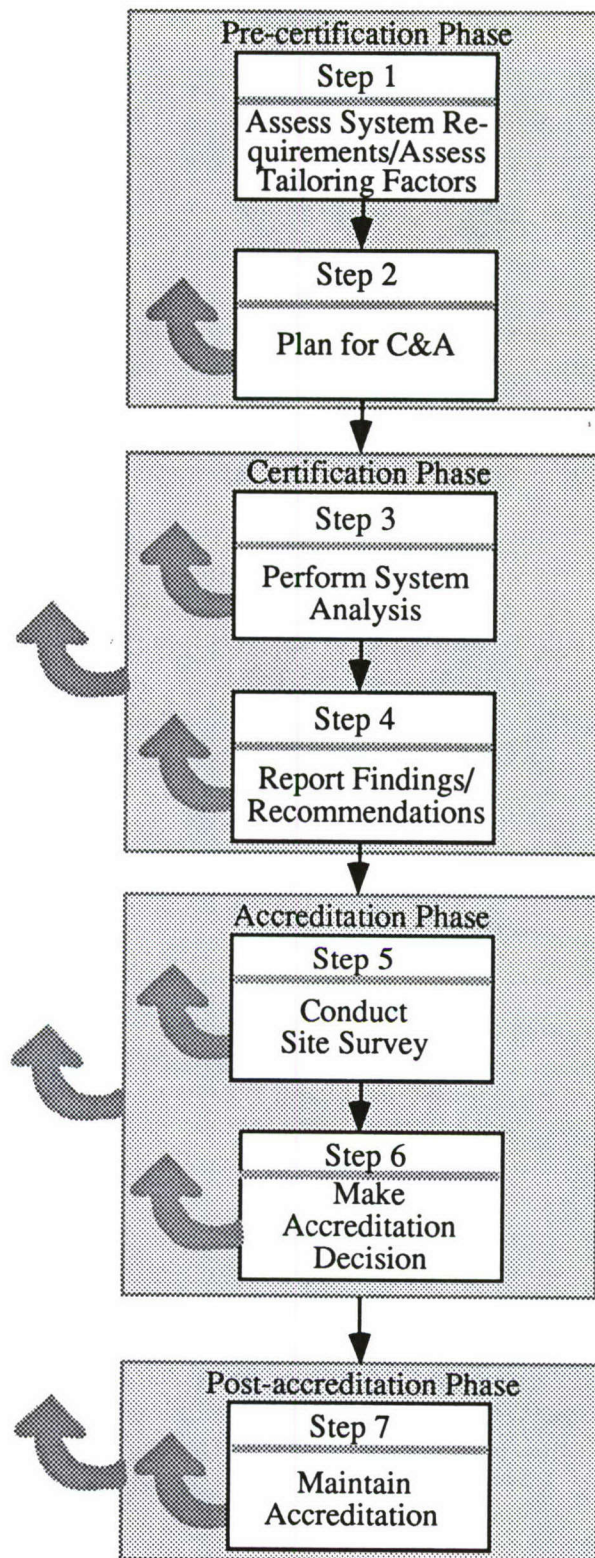 Pre-certification Phase
Step 1
Assess System Re-
quirements/Assess
Tailoring Factors
Step 2
Plan for C&A
Certification Phase
Step 3
Perform System
Analysis
Step 4
Report Findings/
Recommendations
Accreditation Phase
Step 5
Conduct
Site Survey
Step 6
Make
Accreditation
Decision
Post-accreditation Phase
Step 7
Maintain
Accreditation